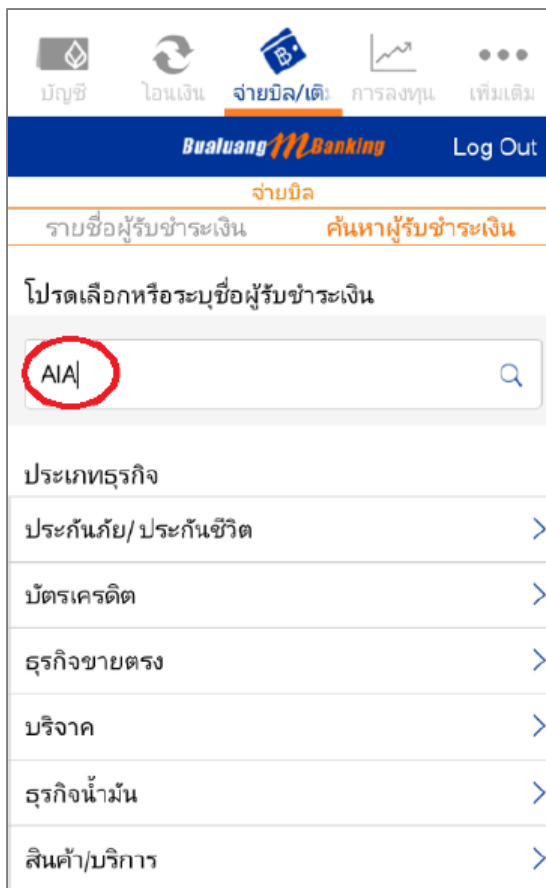 บัญชี โอนเงิน จ่ายบิล/เติม การลงทุน เพิ่มเติม
Bualuang mBanking Log Out
จ่ายบิล
รายชื่อผู้รับชำระเงิน ค้นหาผู้รับชำระเงิน
โปรดเลือกหรือระบุชื่อผู้รับชำระเงิน
AIA
ประเภทธุรกิจ
ประกันภัย/ ประกันชีวิต
บัตรเครดิต
ธุรกิจขายตรง
บริจาค
ธุรกิจน้ำมัน
สินค้า/บริการ